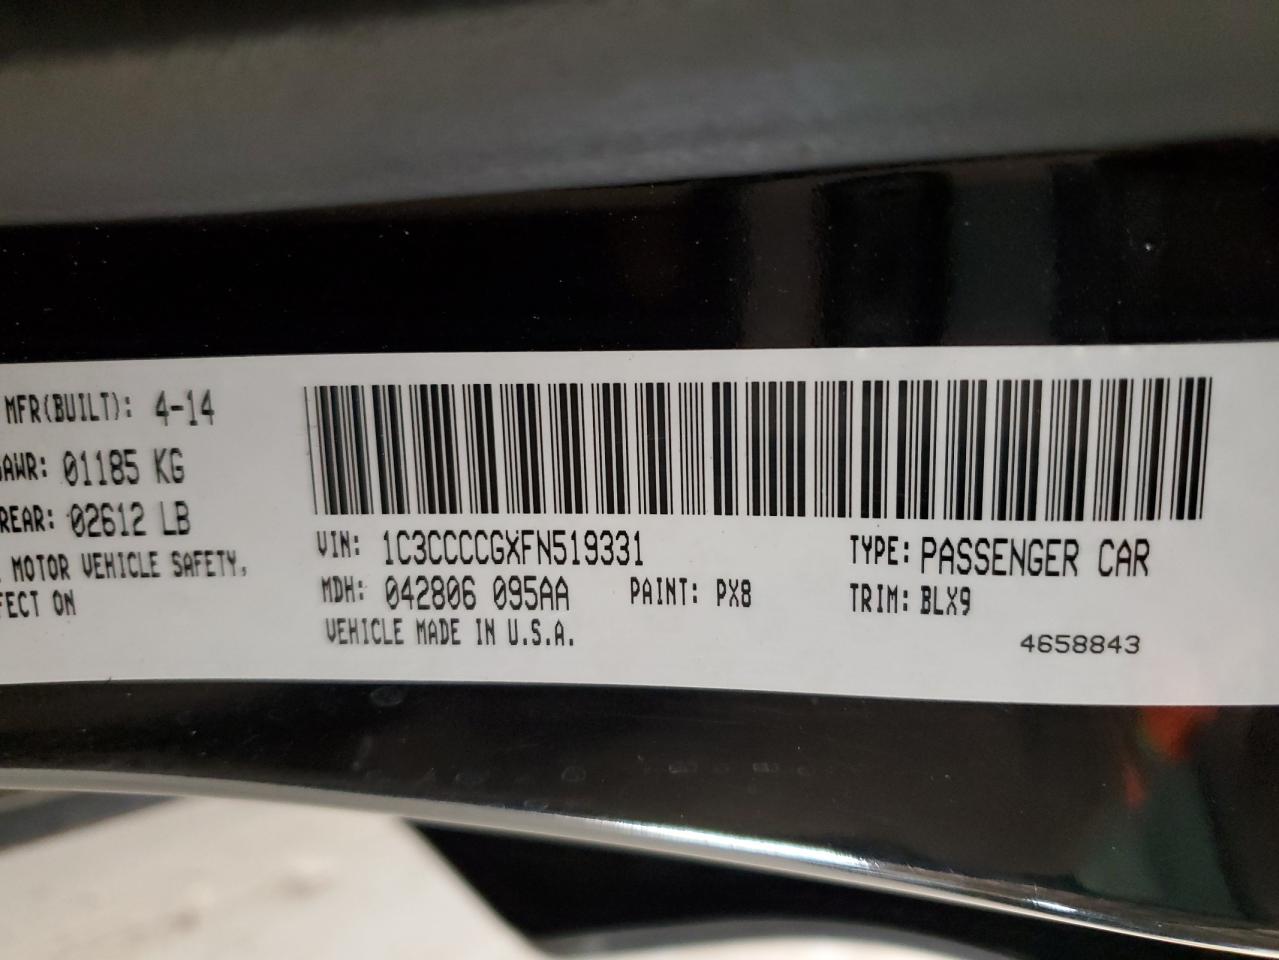 MFR(BUILT): 4-14
GAWR: 01185 KG
REAR: 02612 LB
MOTOR VEHICLE SAFETY,
FECT ON
VIN: 1C3CCCCGXFN519331 TYPE: PASSENGER CAR
MDH: 042806 095AA PAINT: PX8 TRIM: BLX9
VEHICLE MADE IN U.S.A.
4658843